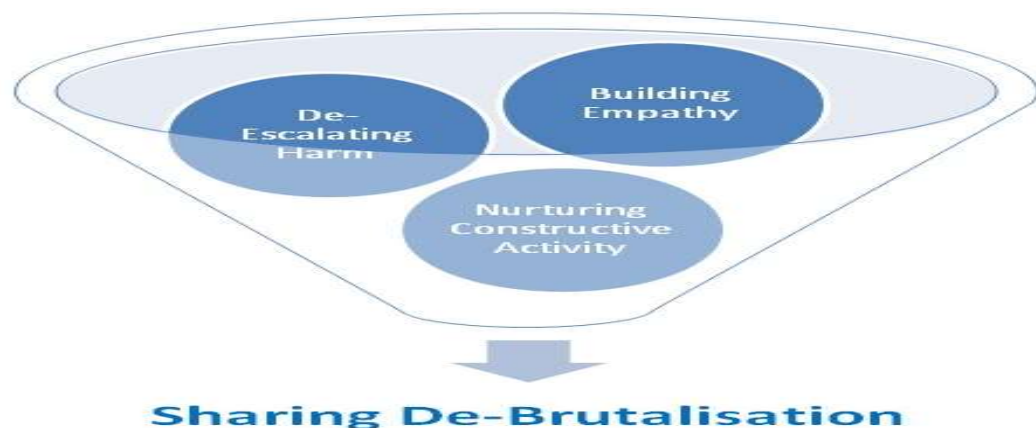 De-
Escalating
Harm
Building
Empathy
Nurturing
Constructive
Activity
Sharing De-Brutalisation